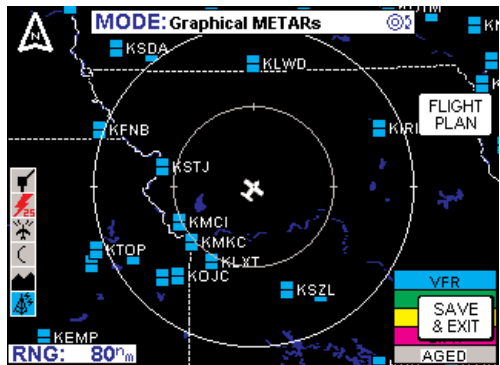 MODE: Graphical METARs
KSDA
KLWD
FLIGHT
PLAN
KFNB
KIRK
KSTJ
25
KMCI
KMKC
KTOP
KLXT
KOJC
KSZL
VFR
SAVE
& EXIT
KEMP
RNG: 80nm
AGED